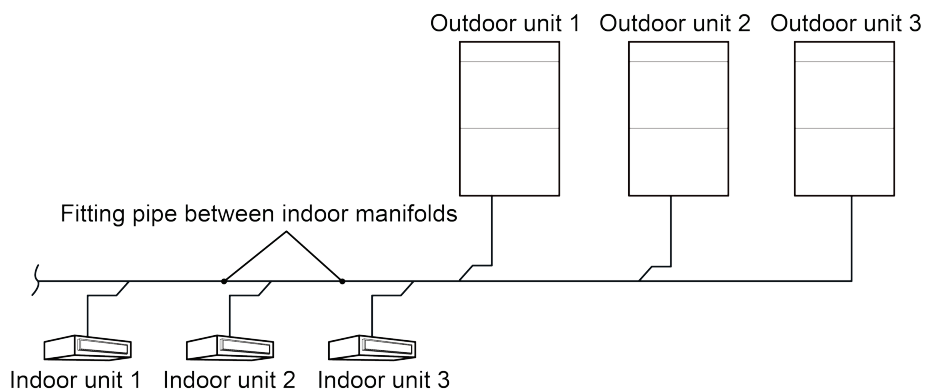 Outdoor unit 1
Outdoor unit 2
Outdoor unit 3
Fitting pipe between indoor manifolds
Indoor unit 1
Indoor unit 2
Indoor unit 3